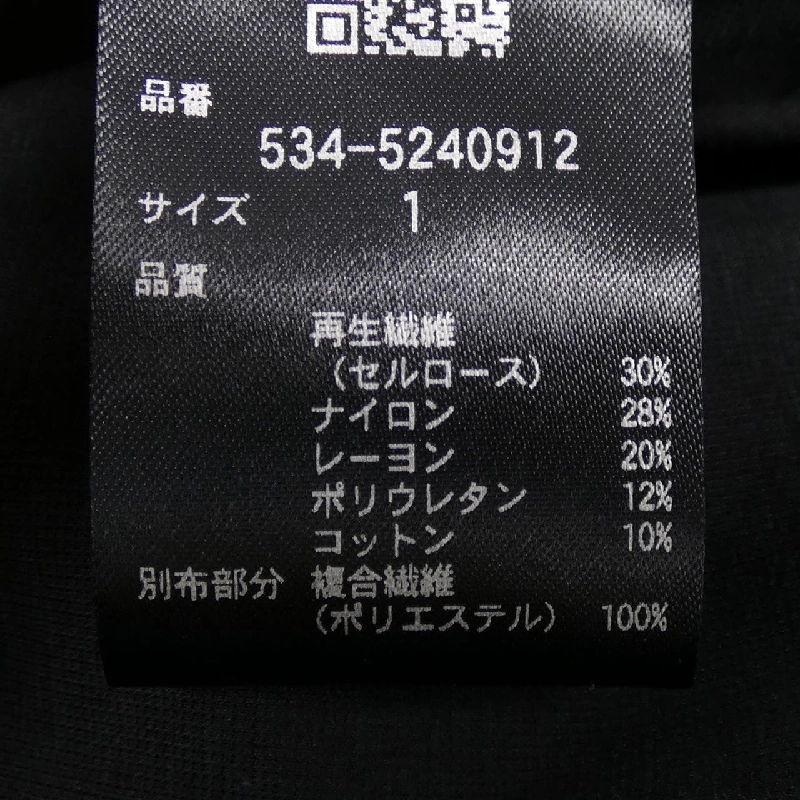 品番
534-5240912
サイズ 1
品質
再生繊維
（セルロース） 30%
ナイロン 28%
レーヨン 20%
ポリウレタン 12%
コットン 10%
別布部分 複合繊維
（ポリエステル） 100%